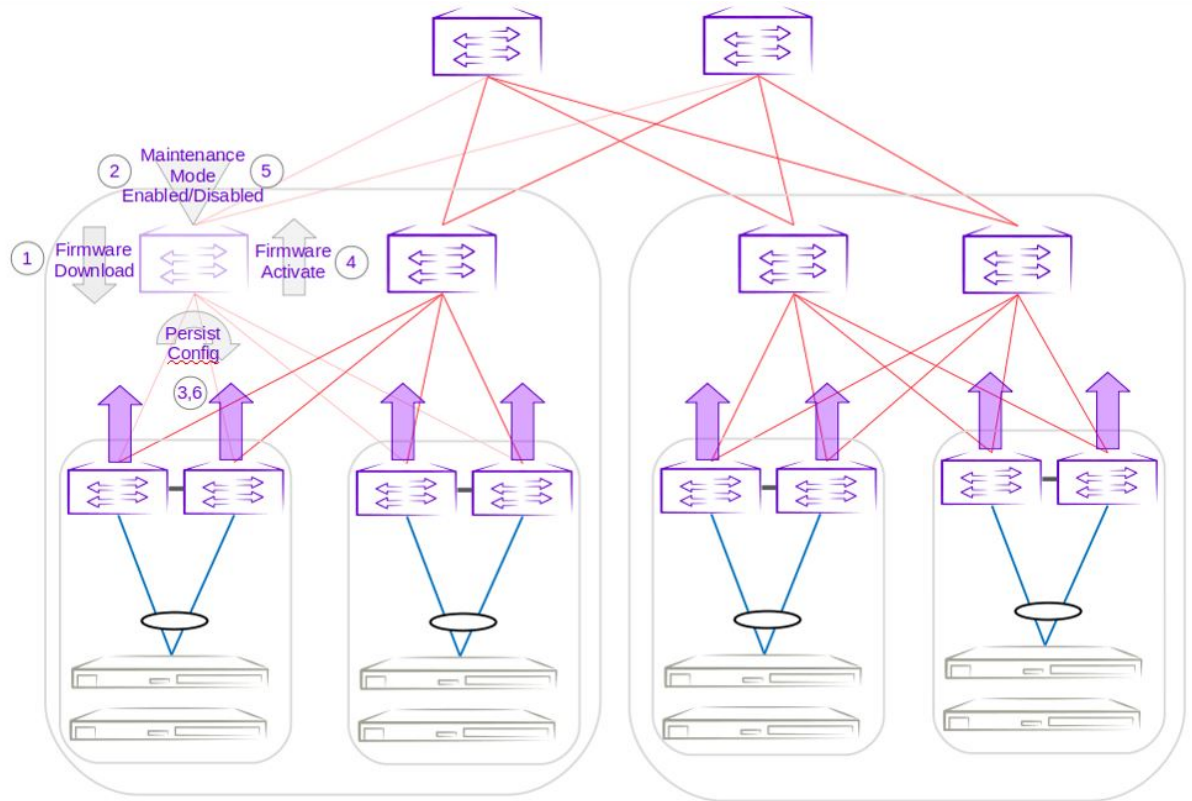 2
Maintenance
Mode
Enabled/Disabled
5
1
Firmware
Download
Firmware
Activate
4
Persist
Config
3,6